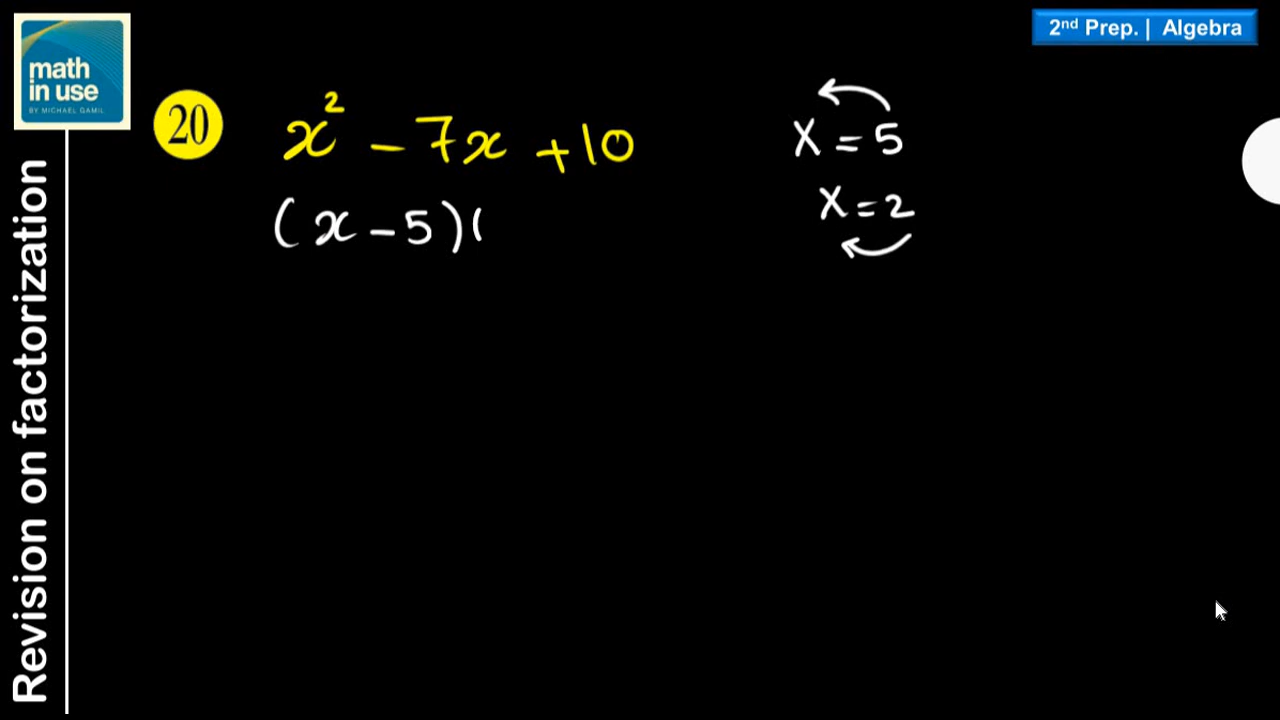 math
in use
BY MICHAEL GAMIL
2nd Prep. | Algebra
Revision on factorization
20
x² - 7x + 10
(x - 5)(
x = 5
x = 2